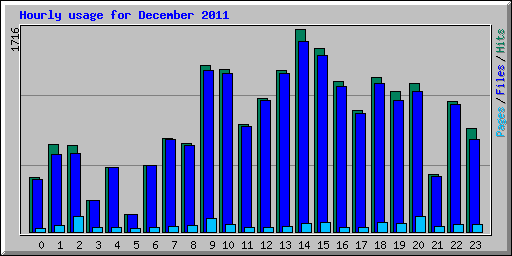 Hourly usage for December 2011
1716
Pages/Files/Hits
0 1 2 3 4 5 6 7 8 9 10 11 12 13 14 15 16 17 18 19 20 21 22 23